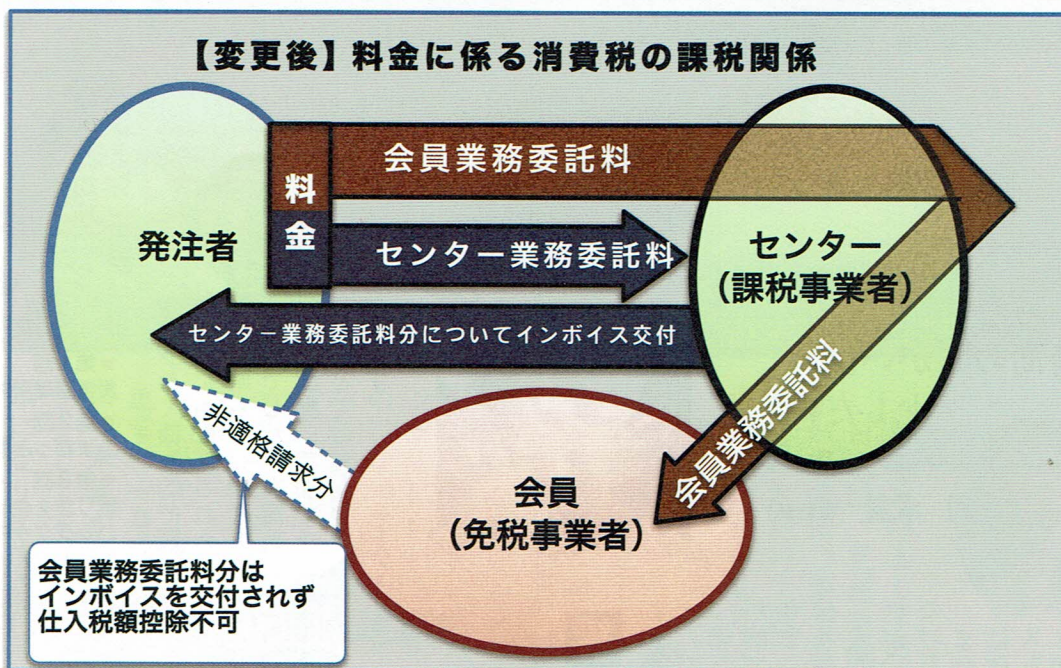 【変更後】料金に係る消費税の課税関係
会員業務委託料
料金
発注者
センター業務委託料
センター
（課税事業者）
センター業務委託料分についてインボイス交付
会員業務委託料
非適格請求分
会員
（免税事業者）
会員業務委託料分は
インボイスを交付されず
仕入税額控除不可